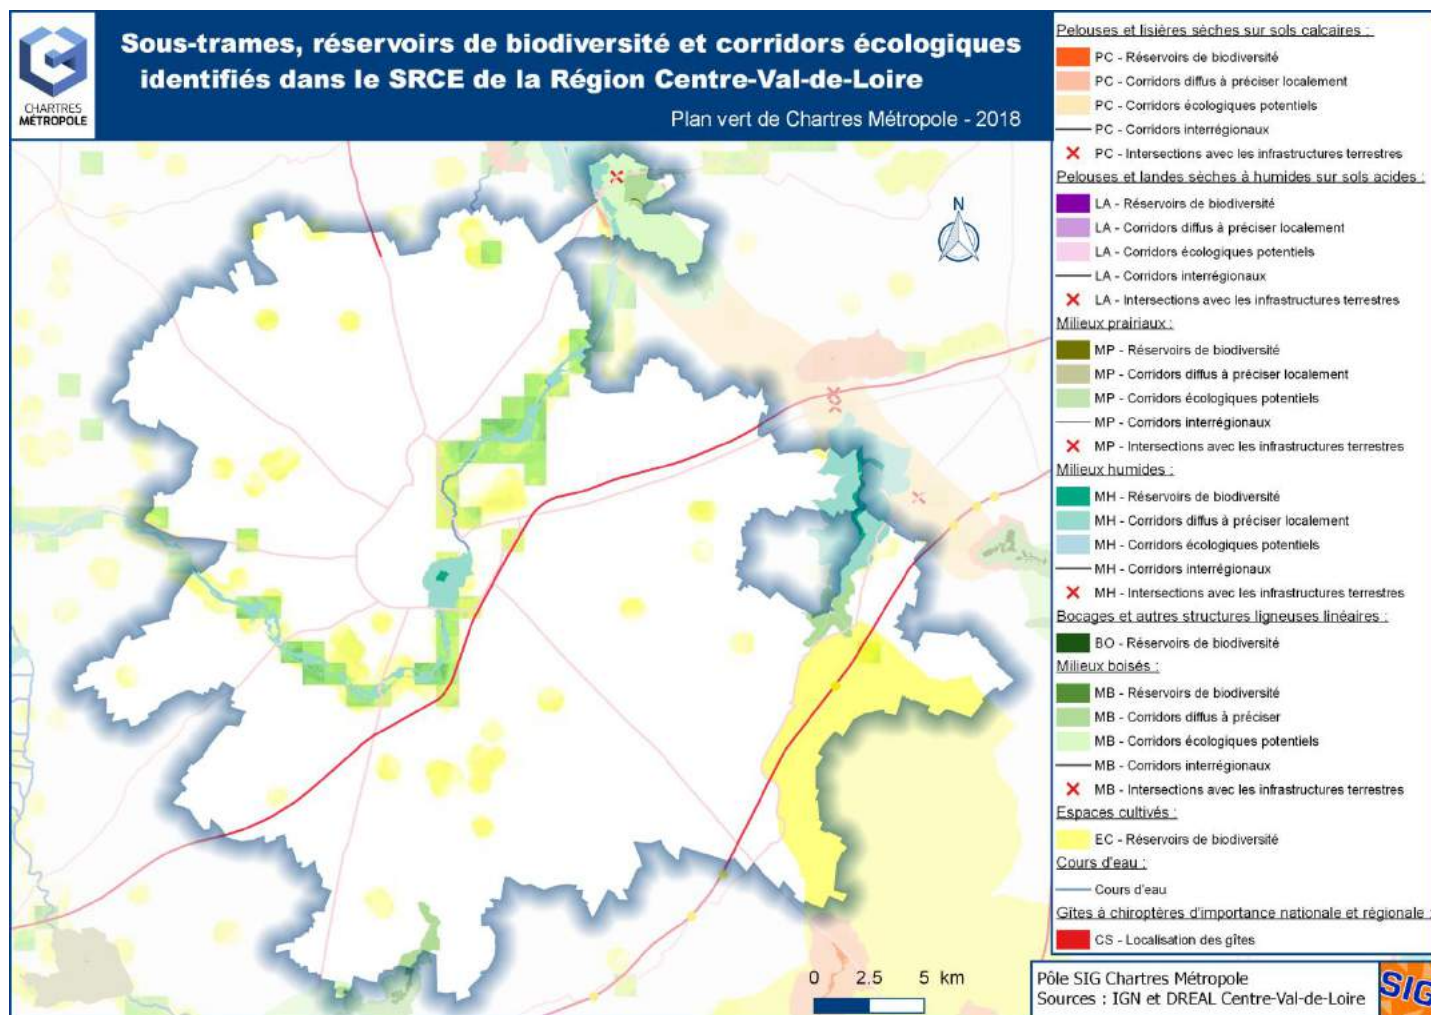 CHARTRES
MÉTROPOLE
Sous-trames, réservoirs de biodiversité et corridors écologiques
identifiés dans le SRCE de la Région Centre-Val-de-Loire
Plan vert de Chartres Métropole - 2018
N
0 2.5 5 km
Pelouses et lisières sèches sur sols calcaires :
PC - Réservoirs de biodiversité
PC - Corridors diffus à préciser localement
PC - Corridors écologiques potentiels
PC - Corridors interrégionaux
PC - Intersections avec les infrastructures terrestres
Pelouses et landes sèches à humides sur sols acides :
LA - Réservoirs de biodiversité
LA - Corridors diffus à préciser localement
LA - Corridors écologiques potentiels
LA - Corridors interrégionaux
LA - Intersections avec les infrastructures terrestres
Milieux prairiaux :
MP - Réservoirs de biodiversité
MP - Corridors diffus à préciser localement
MP - Corridors écologiques potentiels
MP - Corridors interrégionaux
MP - Intersections avec les infrastructures terrestres
Milieux humides :
MH - Réservoirs de biodiversité
MH - Corridors diffus à préciser localement
MH - Corridors écologiques potentiels
MH - Corridors interrégionaux
MH - Intersections avec les infrastructures terrestres
Bocages et autres structures ligneuses linéaires :
BO - Réservoirs de biodiversité
Milieux boisés :
MB - Réservoirs de biodiversité
MB - Corridors diffus à préciser
MB - Corridors écologiques potentiels
MB - Corridors interrégionaux
MB - Intersections avec les infrastructures terrestres
Espaces cultivés :
EC - Réservoirs de biodiversité
Cours d'eau :
Cours d'eau
Gîtes à chiroptères d'importance nationale et régionale :
CS - Localisation des gîtes
Pôle SIG Chartres Métropole
Sources : IGN et DREAL Centre-Val-de-Loire
SIG